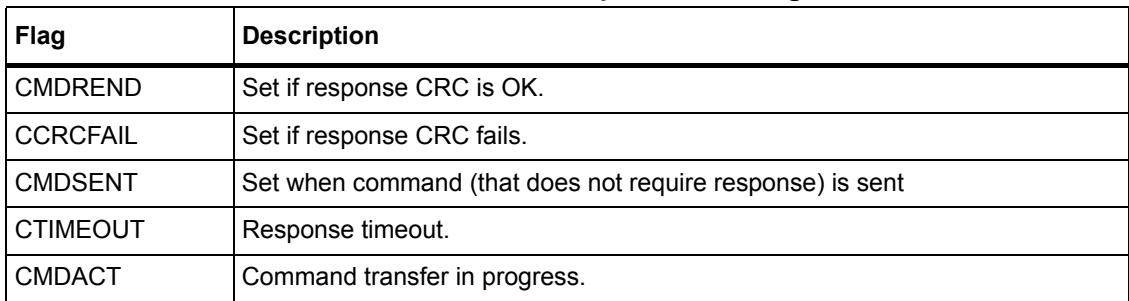 Flag Description
CMDREND Set if response CRC is OK.
CCRCFAIL Set if response CRC fails.
CMDSENT Set when command (that does not require response) is sent
CTIMEOUT Response timeout.
CMDACT Command transfer in progress.